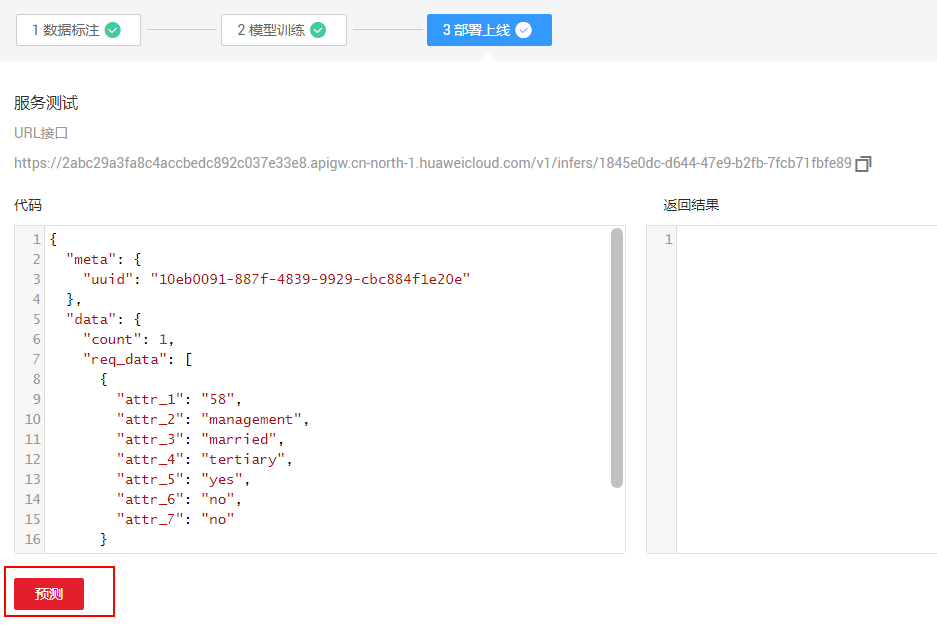 1 数据标注
2 模型训练
3 部署上线
服务测试
URL接口
https://2abc29a3fa8c4accbedc892c037e33e8.apigw.cn-north-1.huaweicloud.com/v1/infers/1845e0dc-d644-47e9-b2fb-7fcb71fbfe89
代码
1 {
2 "meta": {
3 "uuid": "10eb0091-887f-4839-9929-cbc884f1e20e"
4 },
5 "data": {
6 "count": 1,
7 "req_data": [
8 {
9 "attr_1": "58",
10 "attr_2": "management",
11 "attr_3": "married",
12 "attr_4": "tertiary",
13 "attr_5": "yes",
14 "attr_6": "no",
15 "attr_7": "no"
16 }
返回结果
1
预测